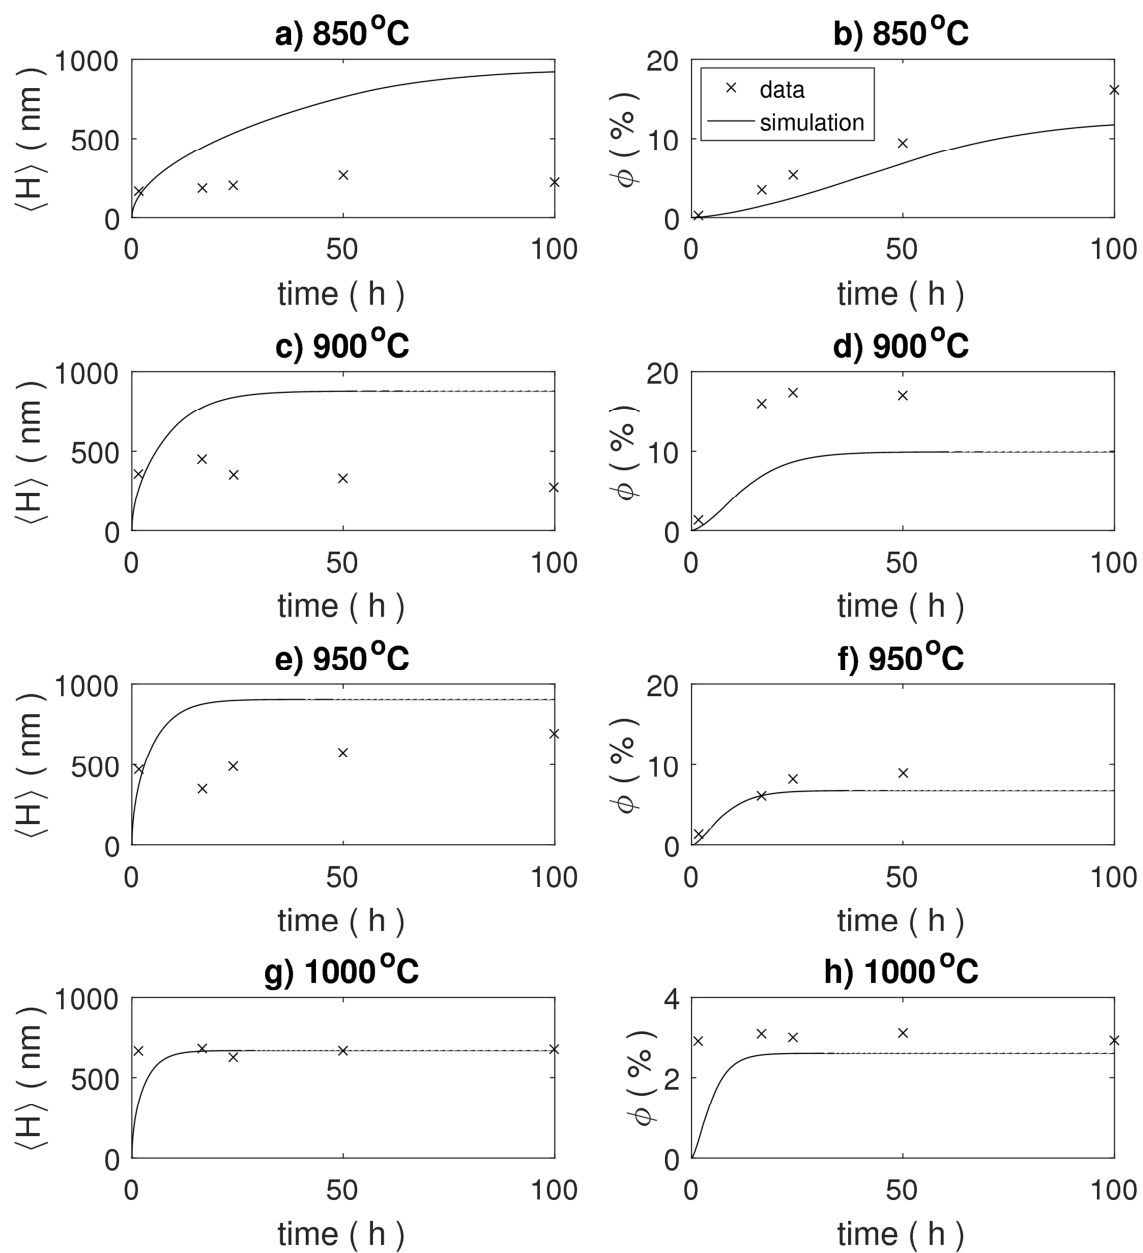 a) 850°C
1000
500
0
⟨H⟩ ( nm )
0 50 100
time ( h )
b) 850°C
20
10
0
ϕ ( % )
data
simulation
0 50 100
time ( h )
c) 900°C
1000
500
0
⟨H⟩ ( nm )
0 50 100
time ( h )
d) 900°C
20
10
0
ϕ ( % )
0 50 100
time ( h )
e) 950°C
1000
500
0
⟨H⟩ ( nm )
0 50 100
time ( h )
f) 950°C
20
10
0
ϕ ( % )
0 50 100
time ( h )
g) 1000°C
1000
500
0
⟨H⟩ ( nm )
0 50 100
time ( h )
h) 1000°C
4
2
0
ϕ ( % )
0 50 100
time ( h )